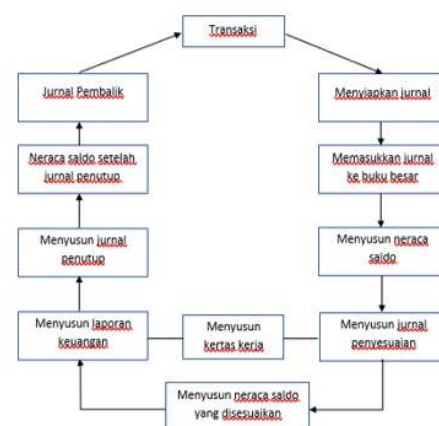 Transaksi
Jurnal Pembalik
Menyiapkan jurnal
Neraca saldo setelah
jurnal penutup
Memasukkan jurnal
ke buku besar
Menyusun jurnal
penutup
Menyusun neraca
saldo
Menyusun laporan
keuangan
Menyusun
kertas kerja
Menyusun jurnal
penyesuaian
Menyusun neraca saldo
yang disesuaikan